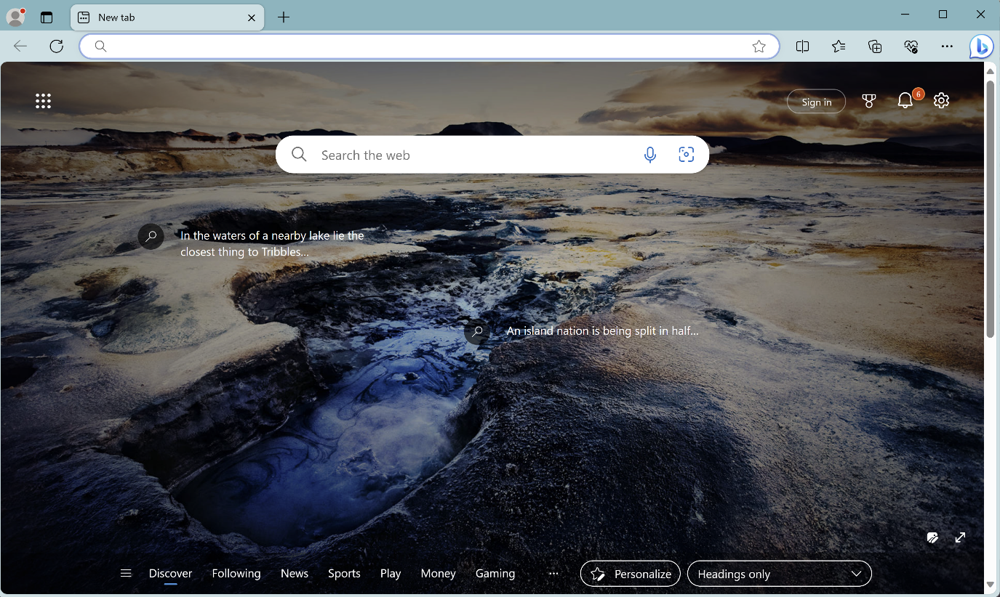 New tab
Sign in
6
Search the web
In the waters of a nearby lake lie the
closest thing to Tribbles...
An island nation is being split in half...
Discover Following News Sports Play Money Gaming Personalize Headings only